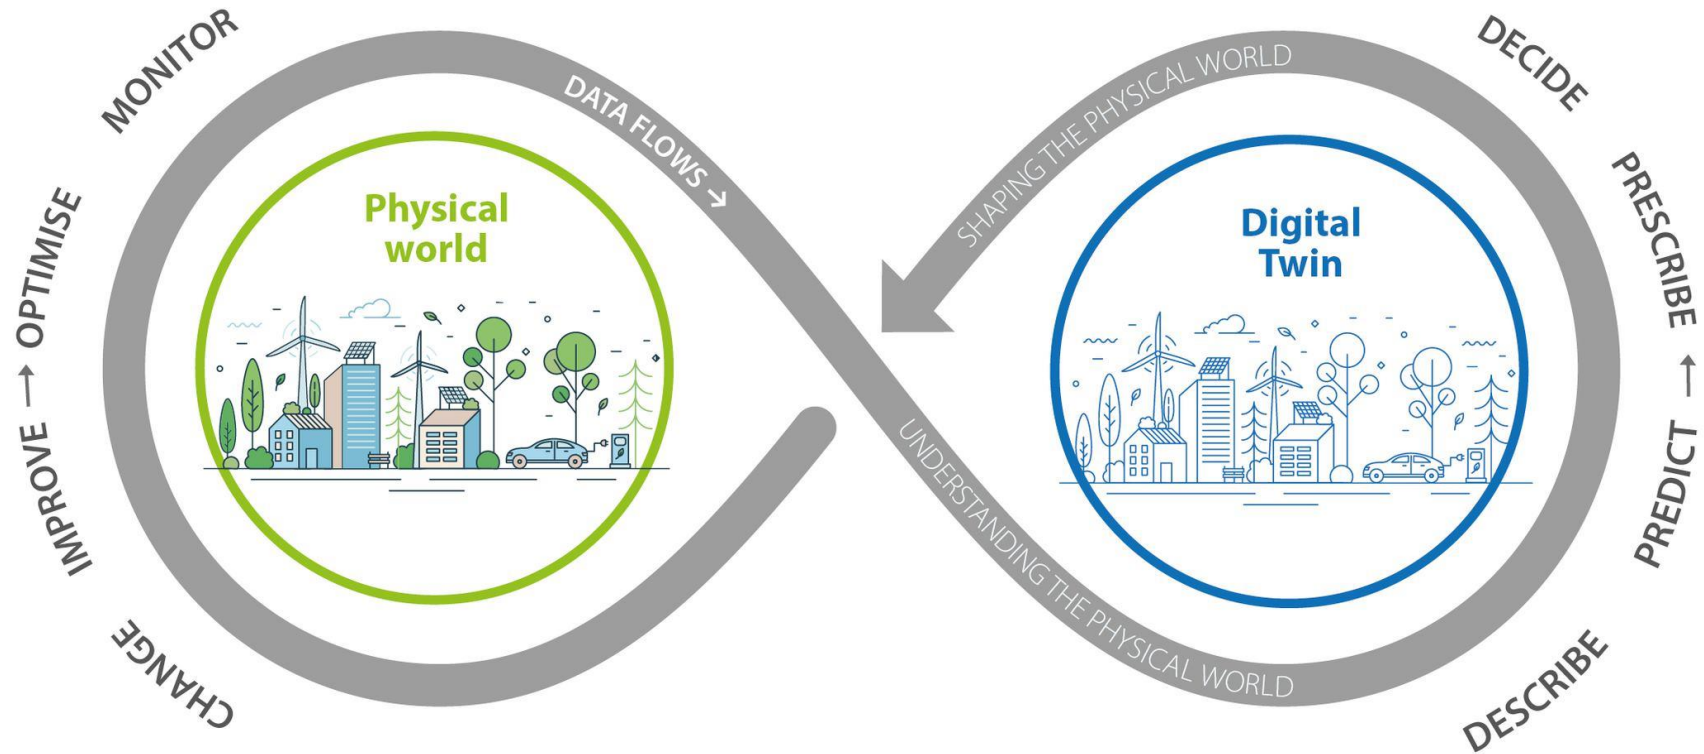 MONITOR
DATA FLOWS →
Physical
world
IMPROVE → OPTIMISE
CHANGE
SHAPING THE PHYSICAL WORLD
DECIDE
Digital
Twin
PREDICT → PRESCRIBE
UNDERSTANDING THE PHYSICAL WORLD
DESCRIBE